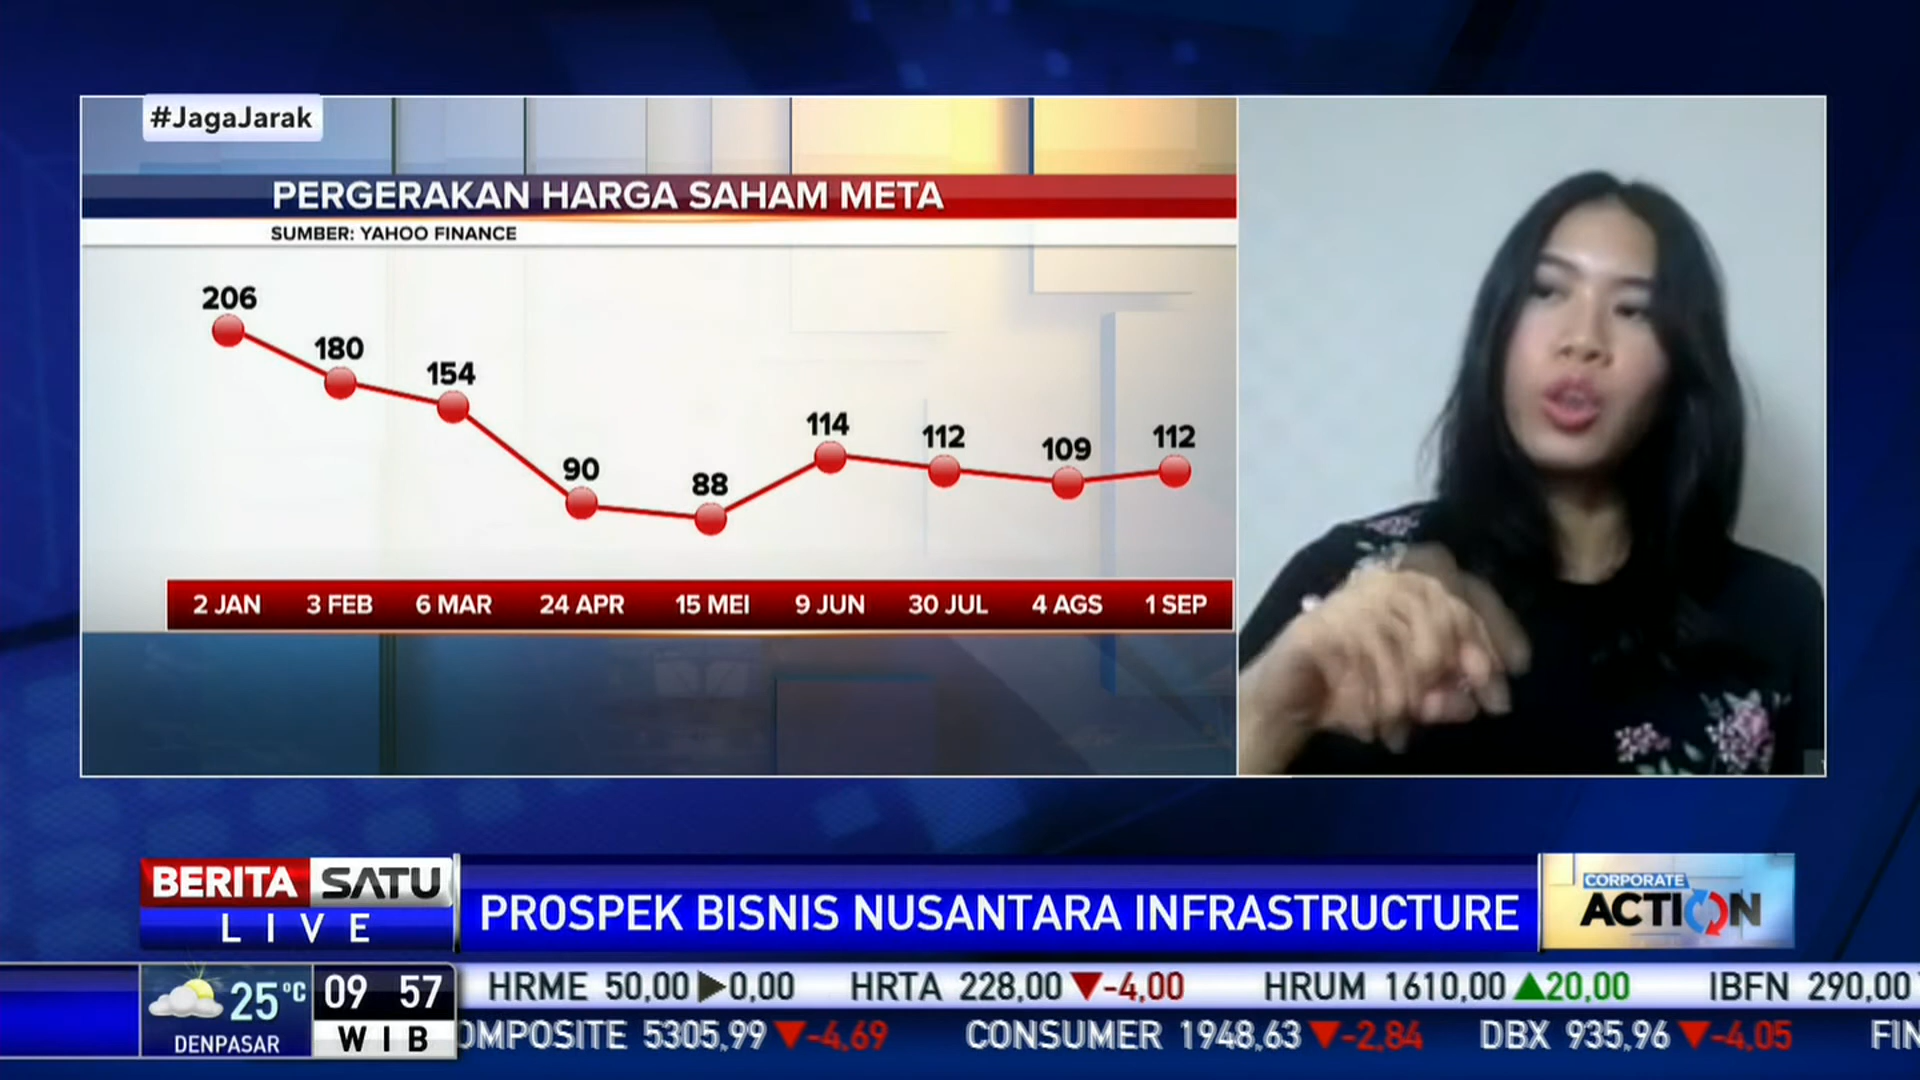 #JagaJarak
PERGERAKAN HARGA SAHAM META
SUMBER: YAHOO FINANCE
206
180
154
90
88
114
112
109
112
2 JAN 3 FEB 6 MAR 24 APR 15 MEI 9 JUN 30 JUL 4 AGS 1 SEP
BERITA SATU
LIVE
PROSPEK BISNIS NUSANTARA INFRASTRUCTURE
CORPORATE
ACTION
25°C
DENPASAR
09 57
WIB
HRME 50,00 ▶0,00 HRTA 228,00 ▼-4,00 HRUM 1610,00 ▲20,00 IBFN 290,00
OMPOSITE 5305,99 ▼-4,69 CONSUMER 1948,63 ▼-2,84 DBX 935,96 ▼-4,05 FIN